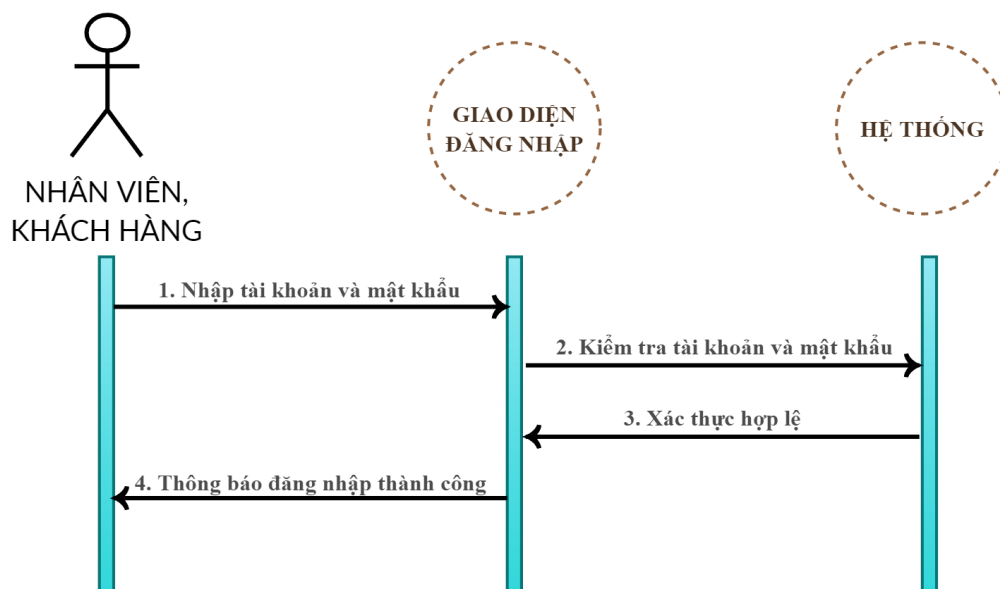 GIAO DIỆN
ĐĂNG NHẬP
HỆ THỐNG
NHÂN VIÊN,
KHÁCH HÀNG
1. Nhập tài khoản và mật khẩu
2. Kiểm tra tài khoản và mật khẩu
3. Xác thực hợp lệ
4. Thông báo đăng nhập thành công